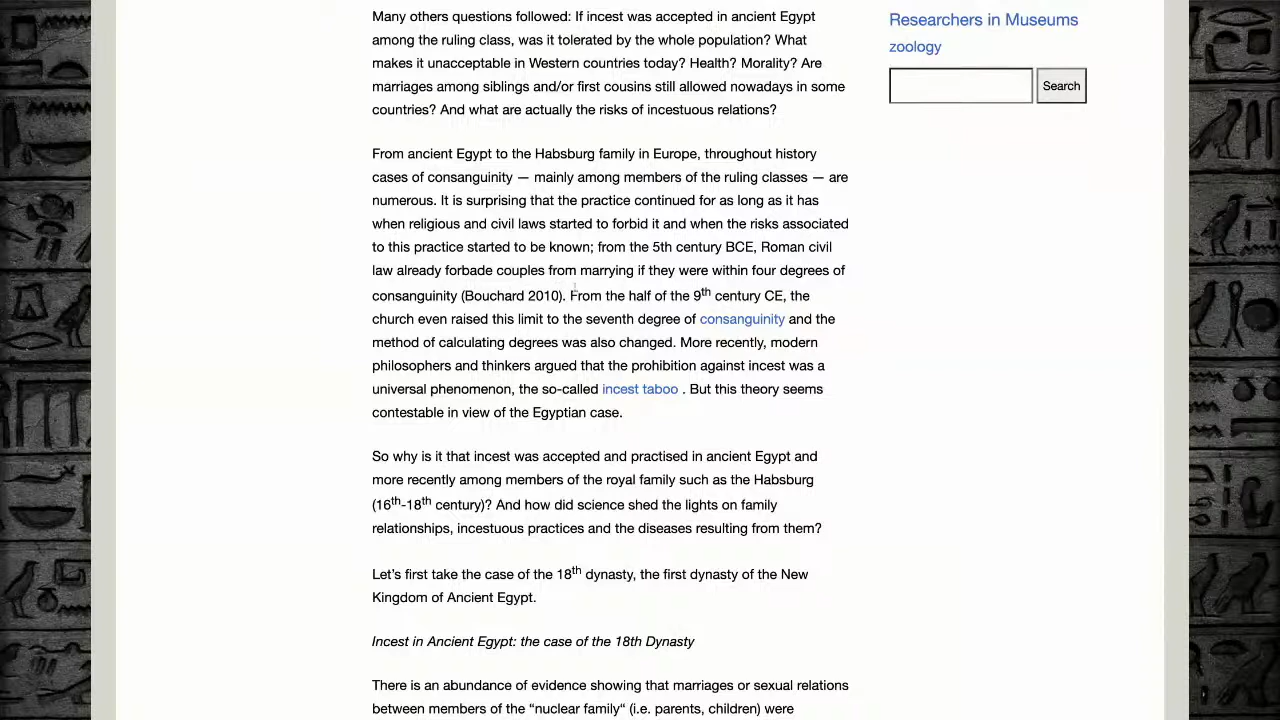 Many others questions followed: If incest was accepted in ancient Egypt
among the ruling class, was it tolerated by the whole population? What
makes it unacceptable in Western countries today? Health? Morality? Are
marriages among siblings and/or first cousins still allowed nowadays in some
countries? And what are actually the risks of incestuous relations?
From ancient Egypt to the Habsburg family in Europe, throughout history
cases of consanguinity — mainly among members of the ruling classes — are
numerous. It is surprising that the practice continued for as long as it has
when religious and civil laws started to forbid it and when the risks associated
to this practice started to be known; from the 5th century BCE, Roman civil
law already forbade couples from marrying if they were within four degrees of
consanguinity (Bouchard 2010). From the half of the 9th century CE, the
church even raised this limit to the seventh degree of consanguinity and the
method of calculating degrees was also changed. More recently, modern
philosophers and thinkers argued that the prohibition against incest was a
universal phenomenon, the so-called incest taboo . But this theory seems
contestable in view of the Egyptian case.
So why is it that incest was accepted and practised in ancient Egypt and
more recently among members of the royal family such as the Habsburg
(16th-18th century)? And how did science shed the lights on family
relationships, incestuous practices and the diseases resulting from them?
Let's first take the case of the 18th dynasty, the first dynasty of the New
Kingdom of Ancient Egypt.
Incest in Ancient Egypt: the case of the 18th Dynasty
There is an abundance of evidence showing that marriages or sexual relations
between members of the “nuclear family“ (i.e. parents, children) were
Researchers in Museums
zoology
Search